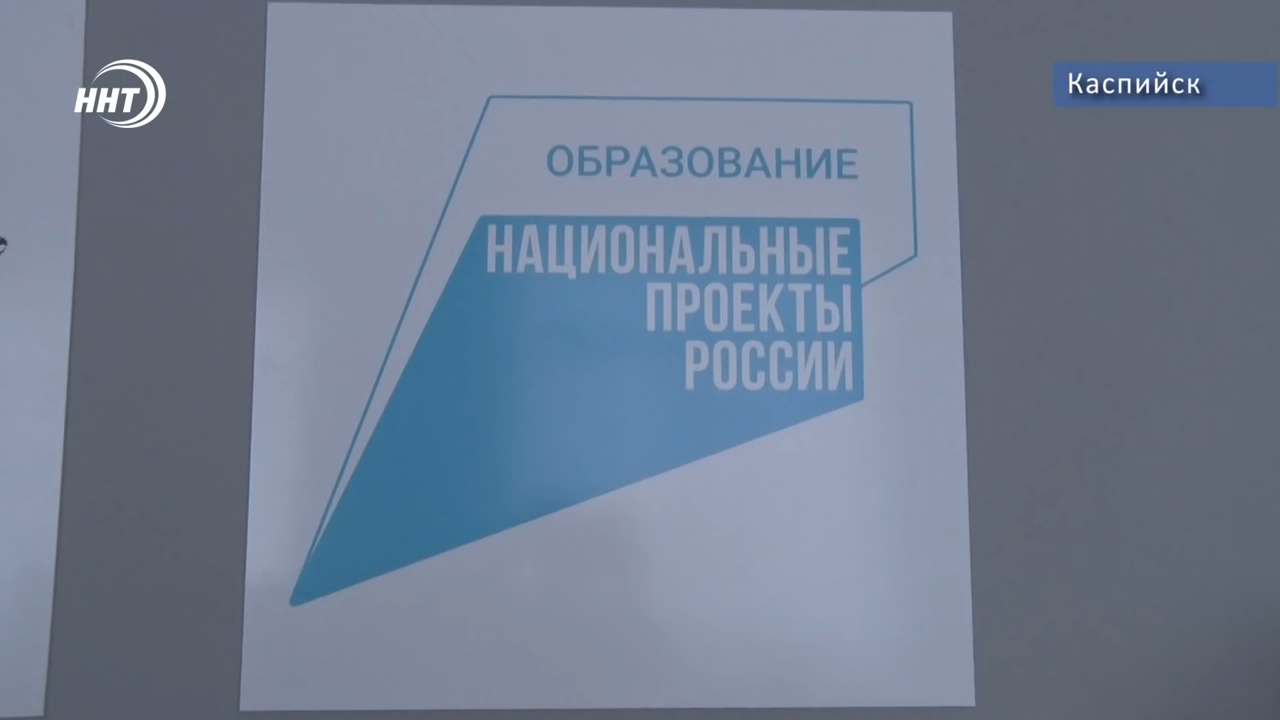 ННТ
Каспийск
ОБРАЗОВАНИЕ
НАЦИОНАЛЬНЫЕ
ПРОЕКТЫ
РОССИИ